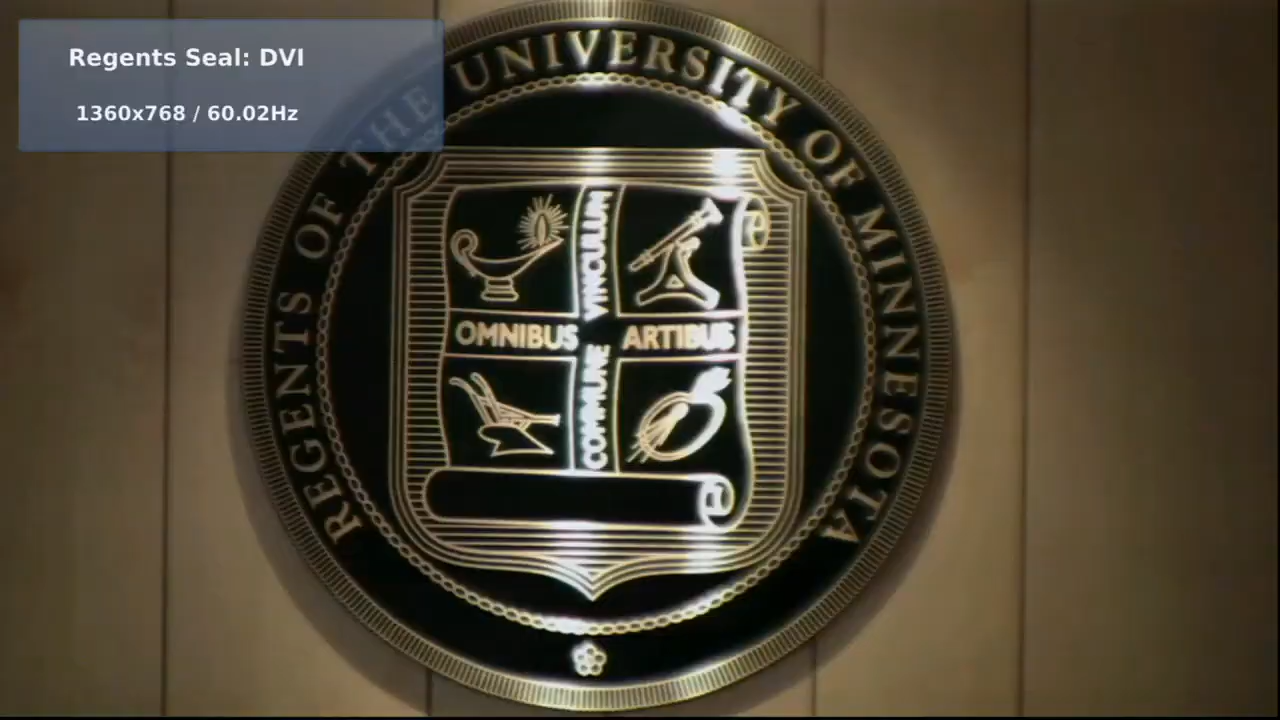 Regents Seal: DVI
1360x768 / 60.02Hz
REGENTS OF THE UNIVERSITY OF MINNESOTA
VINCULUM
OMNIBUS ARTIBUS
COMMUNE